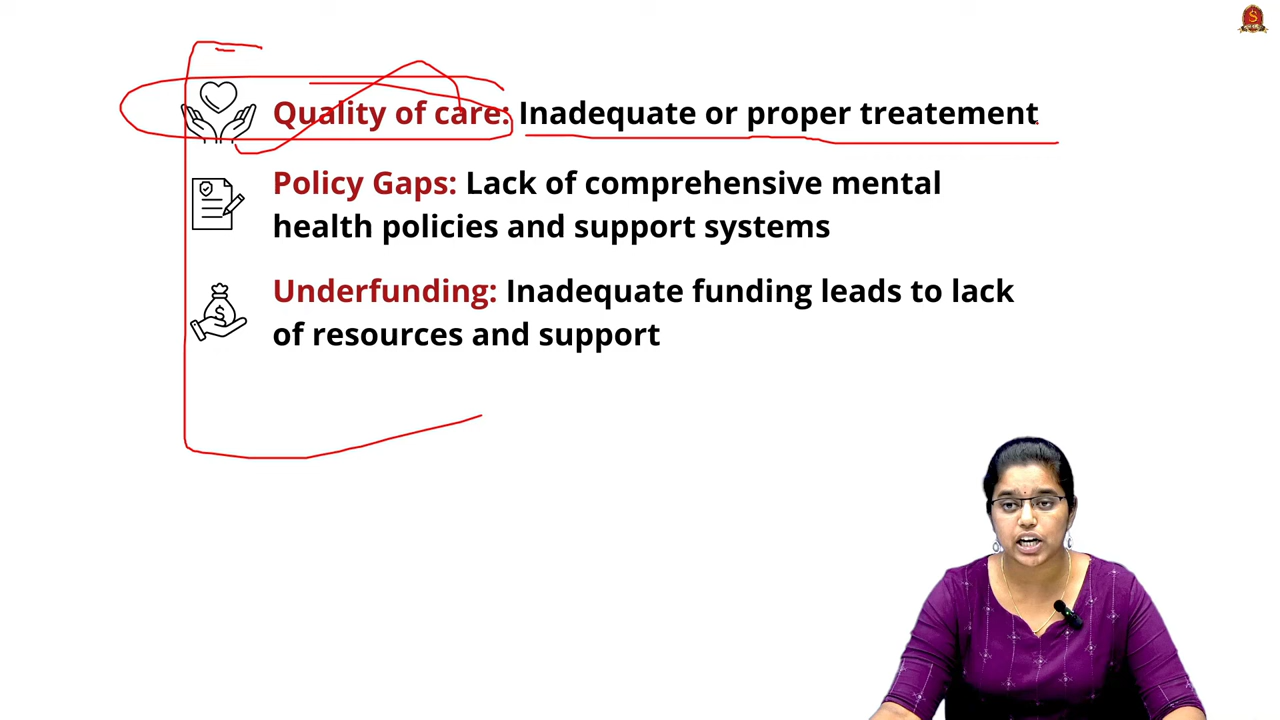 Quality of care: Inadequate or proper treatement
Policy Gaps: Lack of comprehensive mental
health policies and support systems
Underfunding: Inadequate funding leads to lack
of resources and support